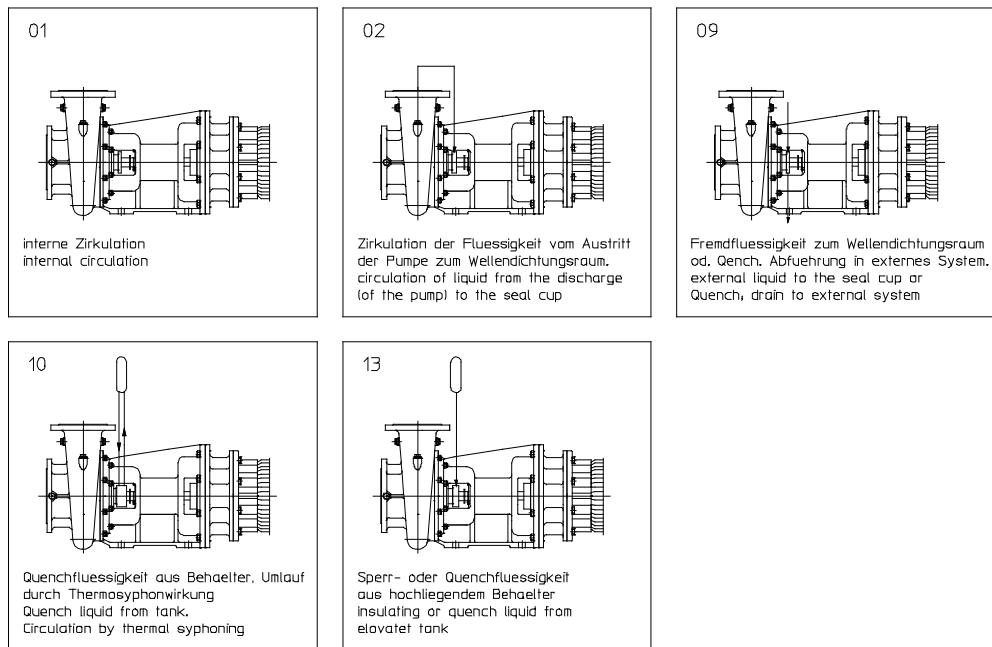 01
interne Zirkulation
internal circulation
02
Zirkulation der Fluessigkeit vom Austritt
der Pumpe zum Wellendichtungsraum.
circulation of liquid from the discharge
(of the pump) to the seal cup
09
Fremdfluessigkeit zum Wellendichtungsraum
od. Qench. Abfuehrung in externes System.
external liquid to the seal cup or
Quench, drain to external system
10
Quenchfluessigkeit aus Behaelter, Umlauf
durch Thermosyphonwirkung
Quench liquid from tank.
Circulation by thermal syphoning
13
Sperr- oder Quenchfluessigkeit
aus hochliegendem Behaelter
insulating or quench liquid from
elovatet tank